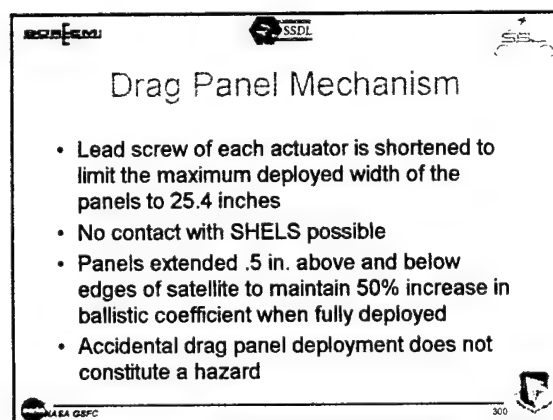 SSDL
Drag Panel Mechanism
• Lead screw of each actuator is shortened to
limit the maximum deployed width of the
panels to 25.4 inches
• No contact with SHELS possible
• Panels extended .5 in. above and below
edges of satellite to maintain 50% increase in
ballistic coefficient when fully deployed
• Accidental drag panel deployment does not
constitute a hazard
NASA GSFC
300